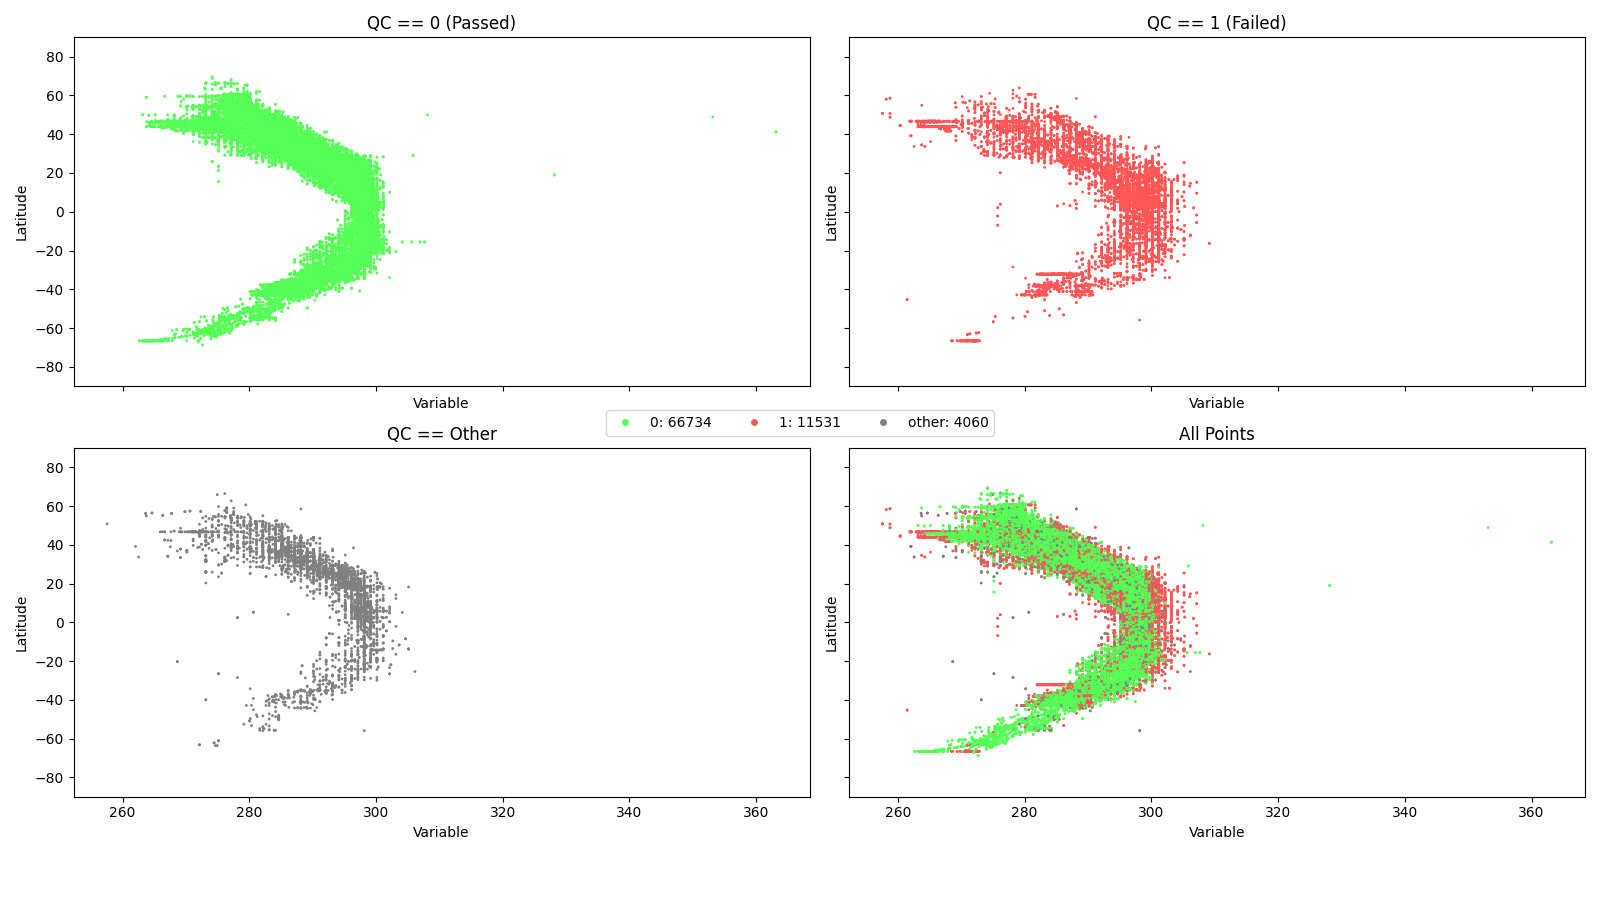 QC == 0 (Passed)
80
60
40
20
0
−20
−40
−60
−80
Latitude
Variable
QC == 1 (Failed)
Latitude
Variable
0: 66734
1: 11531
other: 4060
QC == Other
80
60
40
20
0
−20
−40
−60
−80
Latitude
260
280
300
320
340
360
Variable
All Points
Latitude
260
280
300
320
340
360
Variable